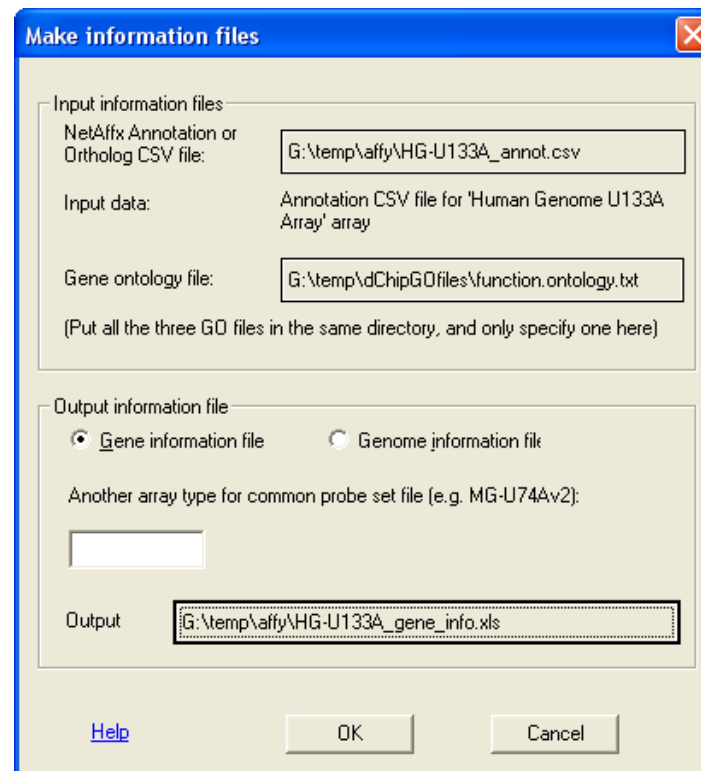 Make information files
Input information files
NetAffx Annotation or
Ortholog CSV file:
G:\temp\affy\HG-U133A_annot.csv
Input data:
Annotation CSV file for 'Human Genome U133A
Array' array
Gene ontology file:
G:\temp\dChipGOfiles\function.ontology.txt
(Put all the three GO files in the same directory, and only specify one here)
Output information file
Gene information file
Genome information file
Another array type for common probe set file (e.g. MG-U74Av2):
Output
G:\temp\affy\HG-U133A_gene_info.xls
Help
OK
Cancel